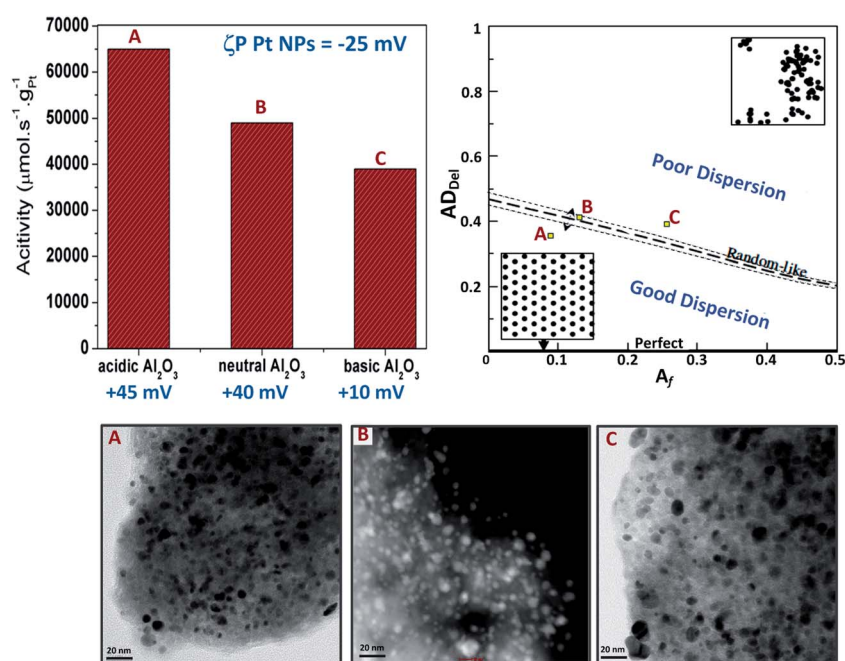 ζP Pt NPs = -25 mV
Acitivity (μmol.s⁻¹·g⁻¹Pt)
70000
60000
50000
40000
30000
20000
10000
0
A
B
C
acidic Al₂O₃
neutral Al₂O₃
basic Al₂O₃
+45 mV
+40 mV
+10 mV
AD_Del
1
0.8
0.6
0.4
0.2
0
0.1
0.2
0.3
0.4
0.5
A_f
Poor Dispersion
B
C
A
Random-like
Good Dispersion
Perfect
A
20 nm
B
20 nm
C
20 nm